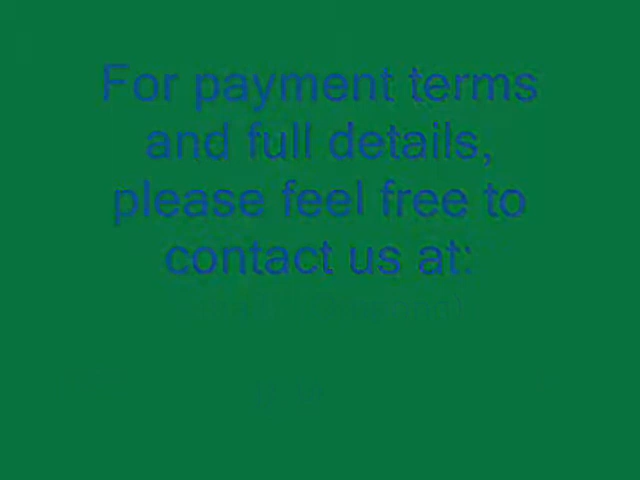 For payment terms
and full details,
please feel free to
contact us at: